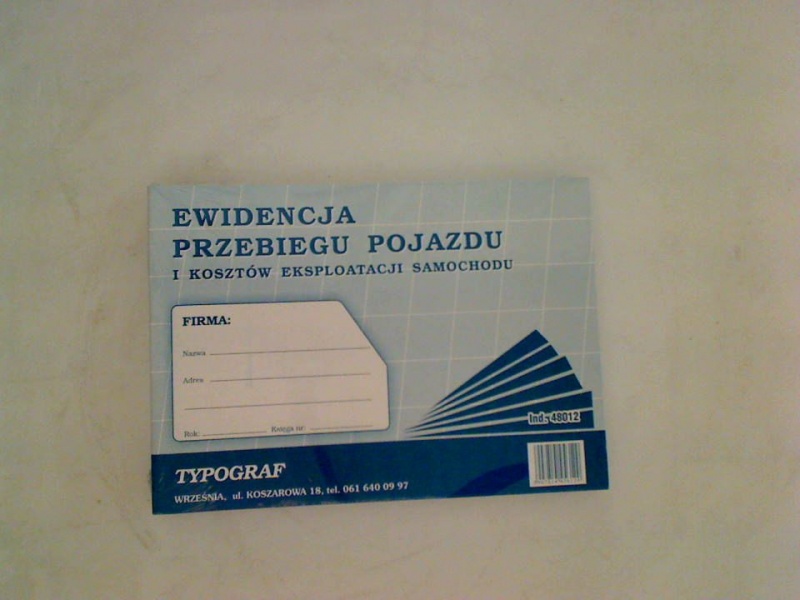 EWIDENCJA
PRZEBIEGU POJAZDU
I KOSZTÓW EKSPLOATACJI SAMOCHODU
FIRMA:
Nazwa
Adres
Rok: Księga nr:
Ind.: 48012
TYPOGRAF
WRZEŚNIA, ul. KOSZAROWA 18, tel. 061 640 09 97